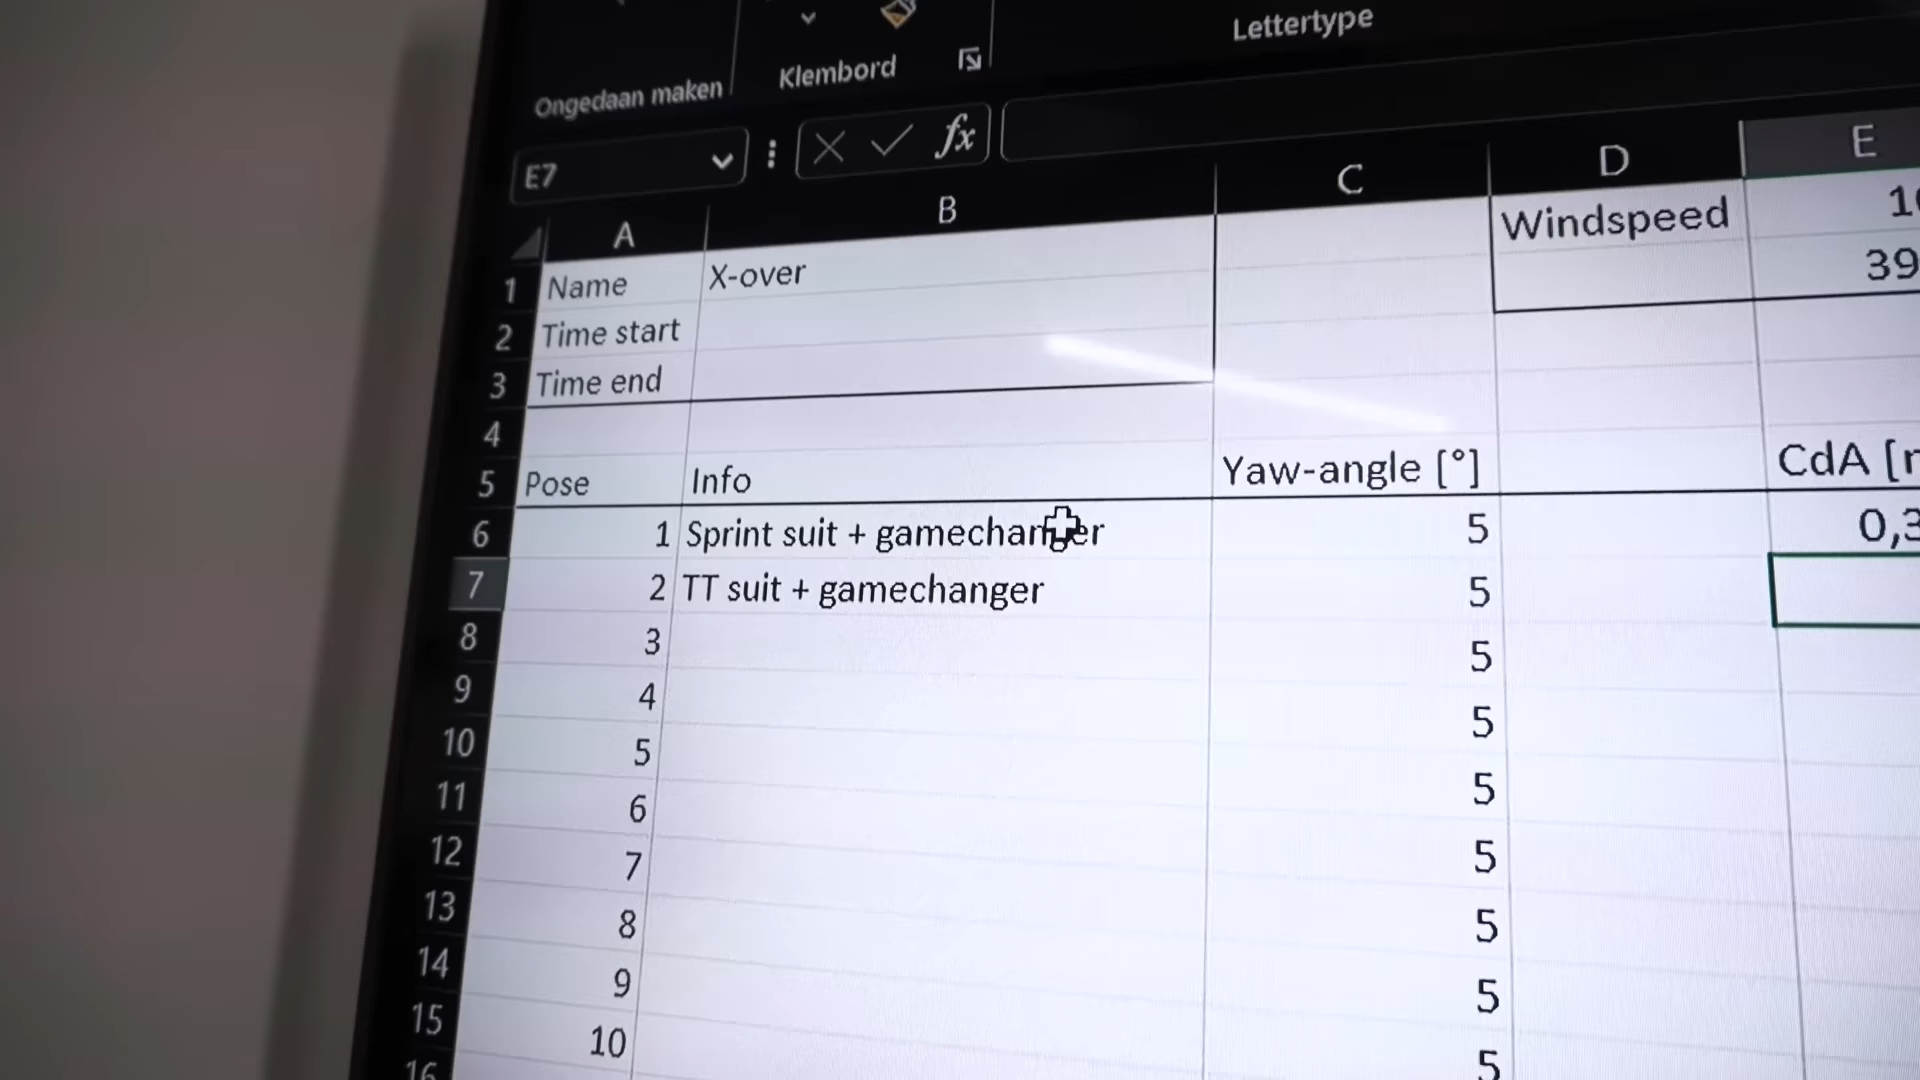 Ongedaan maken
Klembord
Lettertype
E7
fx
A B C D E
1 Name X-over Windspeed
2 Time start 39
3 Time end
4
5 Pose Info Yaw-angle [°] CdA
6 1 Sprint suit + gamechanger 5 0,3
7 2 TT suit + gamechanger 5
8 3 5
9 4 5
10 5 5
11 6 5
12 7 5
13 8 5
14 9 5
15 10 5
16